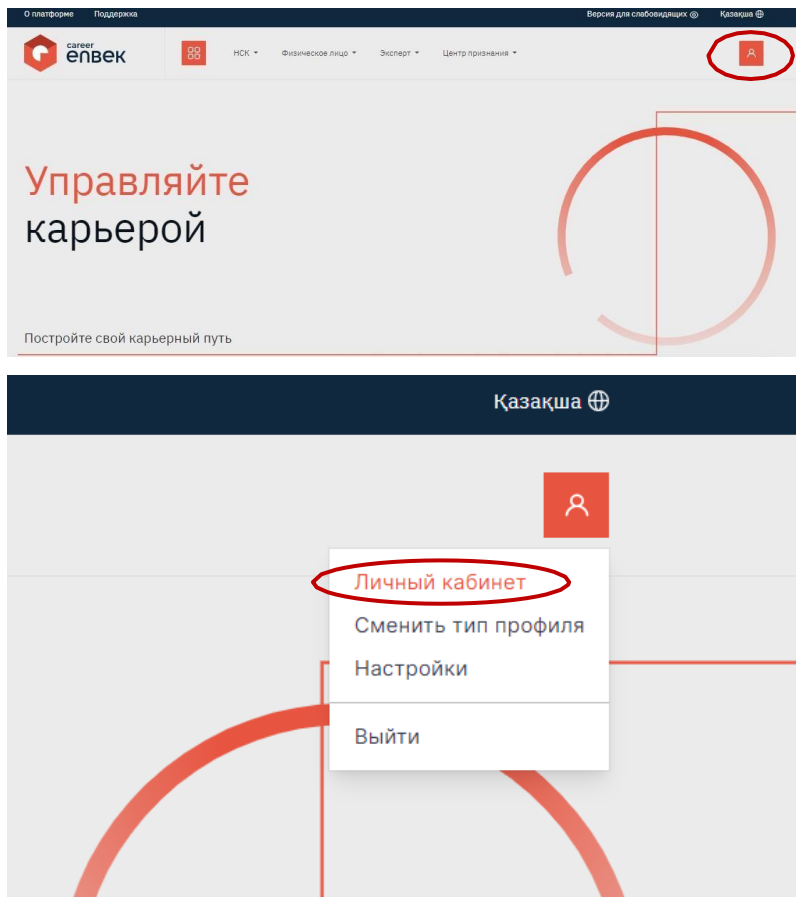 О платформе Поддержка Версия для слабовидящих Қазақша
career
еңбек НСК Физическое лицо Эксперт Центр признания
Управляйте
карьерой
Постройте свой карьерный путь
Қазақша
Личный кабинет
Сменить тип профиля
Настройки
Выйти